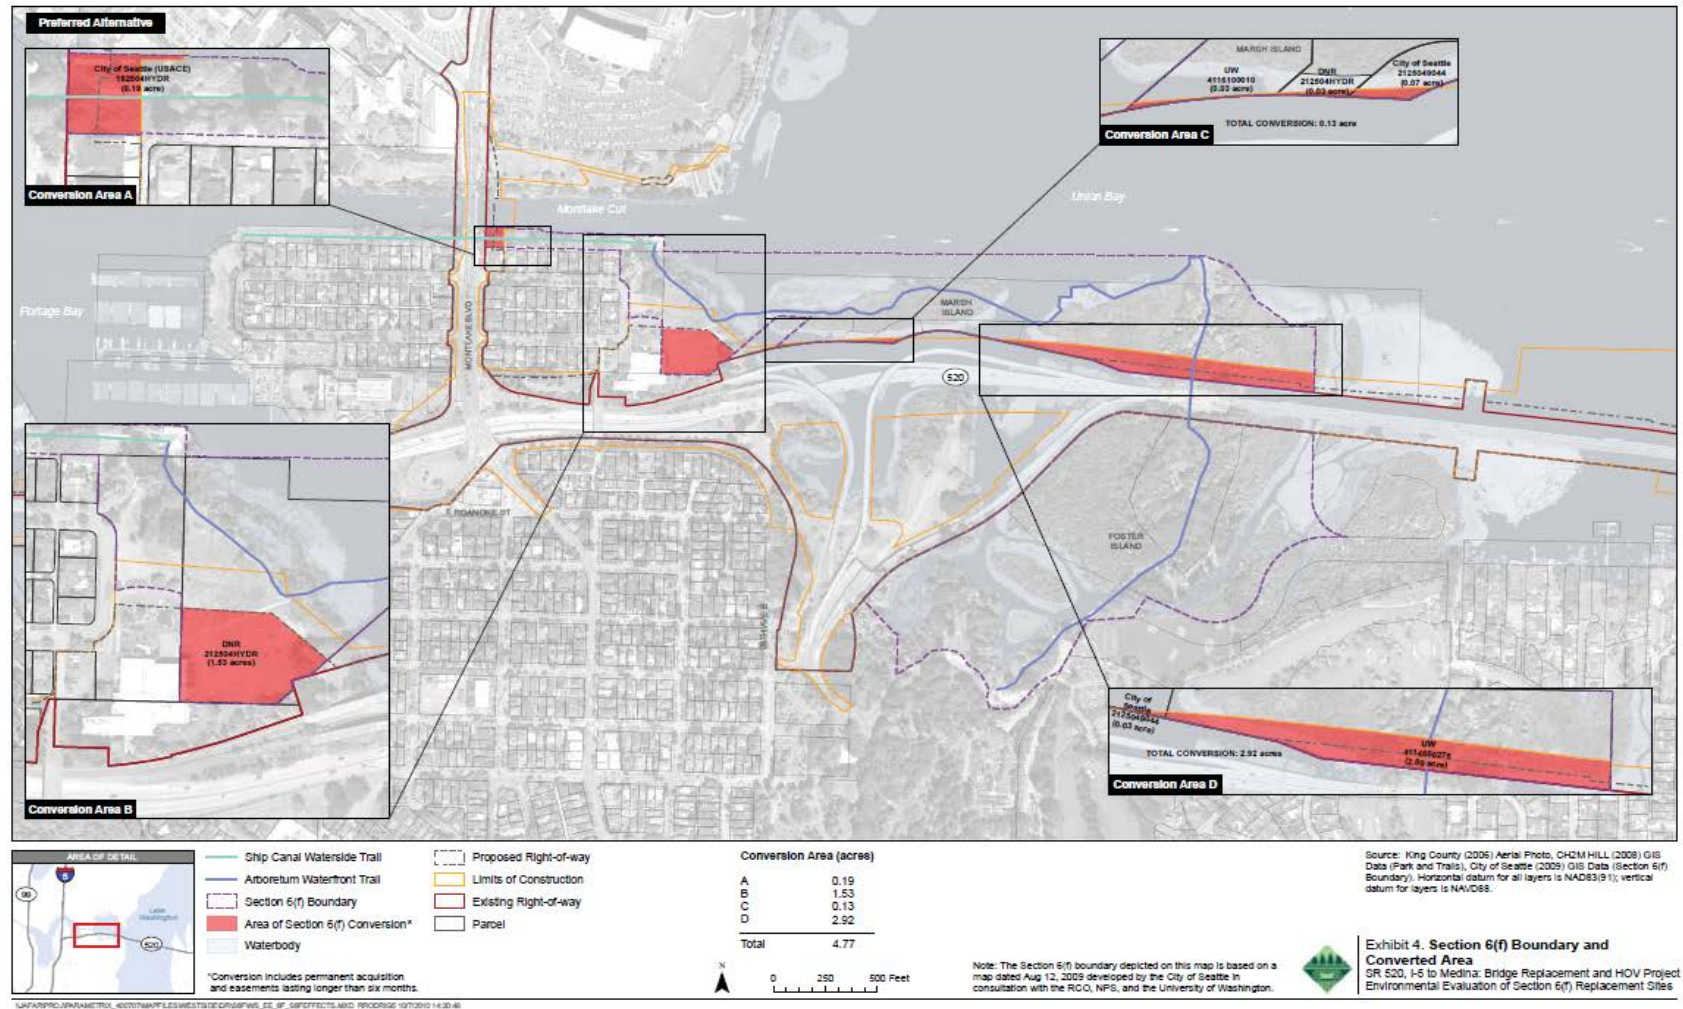 Preferred Alternative
City of Seattle (USACE)
182504HYDR
(0.19 acre)
Conversion Area A
MARSH ISLAND
UW
(0.03 acre)
DNR
212504HYDR
(0.03 acre)
City of Seattle
2125049044
(0.07 acre)
TOTAL CONVERSION: 0.13 acre
Conversion Area C
Montlake Cut
Union Bay
Portage Bay
MONTLAKE BLVD
MARSH
ISLAND
520
E ROANOKE ST
FOSTER
ISLAND
DNR
212504HYDR
(1.53 acres)
Conversion Area B
City of
Seattle
2125049044
(0.03 acre)
TOTAL CONVERSION: 2.92 acres
UW
(2.89 acre)
Conversion Area D
AREA OF DETAIL
5
99
Lake
Washington
520
Ship Canal Waterside Trail
Arboretum Waterfront Trail
Section 6(f) Boundary
Area of Section 6(f) Conversion*
Waterbody
Proposed Right-of-way
Limits of Construction
Existing Right-of-way
Parcel
*Conversion includes permanent acquisition
and easements lasting longer than six months.
Conversion Area (acres)
A 0.19
B 1.53
C 0.13
D 2.92
Total 4.77
N
0 250 500 Feet
Source: King County (2006) Aerial Photo, CH2M HILL (2008) GIS
Data (Park and Trails), City of Seattle (2009) GIS Data (Section 6(f)
Boundary). Horizontal datum for all layers is NAD83(91); vertical
datum for layers is NAVD88.
Note: The Section 6(f) boundary depicted on this map is based on a
map dated Aug 12, 2009 developed by the City of Seattle in
consultation with the RCO, NPS, and the University of Washington.
Exhibit 4. Section 6(f) Boundary and
Converted Area
SR 520, I-5 to Medina: Bridge Replacement and HOV Project
Environmental Evaluation of Section 6(f) Replacement Sites